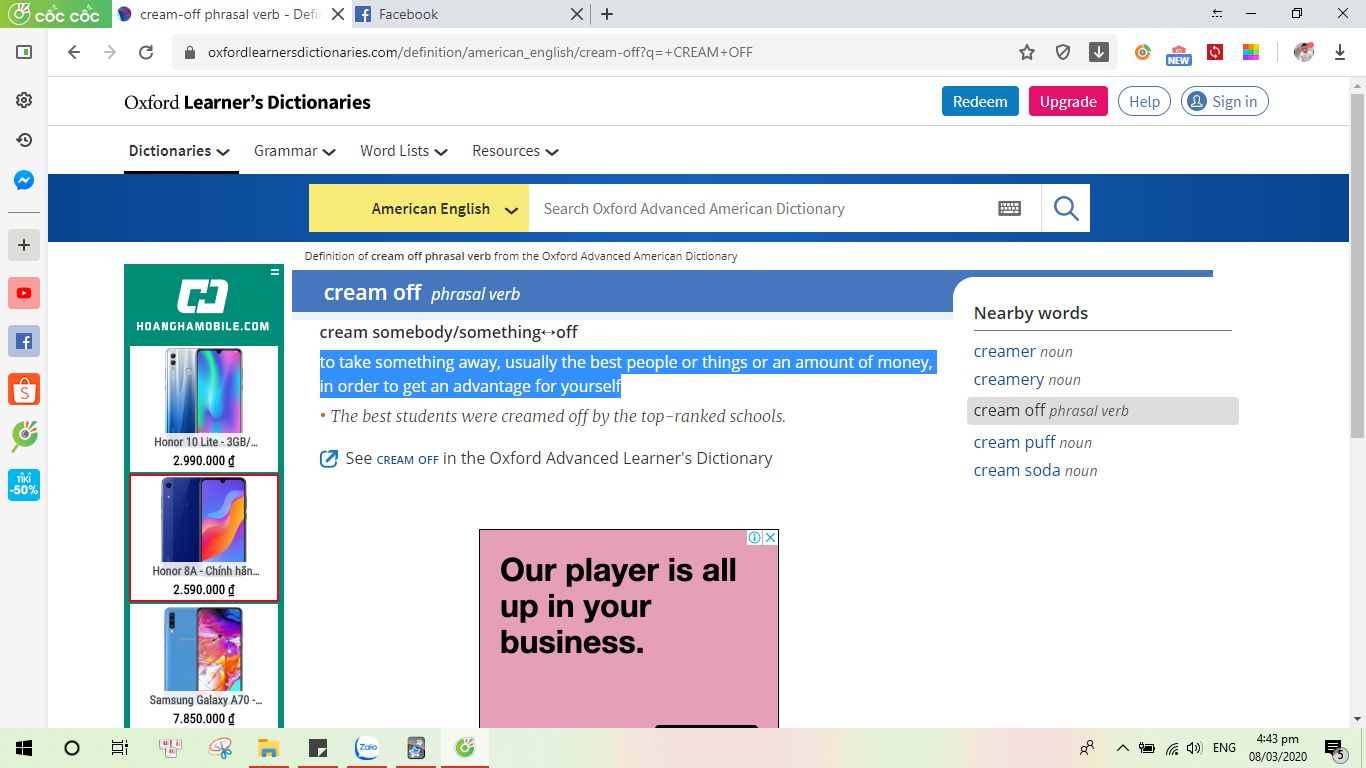 cốc cốc
cream-off phrasal verb - Defin
Facebook
oxfordlearnersdictionaries.com/definition/american_english/cream-off?q=+CREAM+OFF
NEW
Oxford Learner's Dictionaries
Redeem
Upgrade
Help
Sign in
Dictionaries
Grammar
Word Lists
Resources
American English
Search Oxford Advanced American Dictionary
Definition of cream off phrasal verb from the Oxford Advanced American Dictionary
HOANGHAMOBILE.COM
Honor 10 Lite - 3GB/...
2.990.000 ₫
Honor 8A - Chính hãn...
2.590.000 ₫
Samsung Galaxy A70 -...
7.850.000 ₫
cream off phrasal verb
cream somebody/something↔off
to take something away, usually the best people or things or an amount of money,
in order to get an advantage for yourself
• The best students were creamed off by the top-ranked schools.
See CREAM OFF in the Oxford Advanced Learner's Dictionary
Nearby words
creamer noun
creamery noun
cream off phrasal verb
cream puff noun
cream soda noun
Our player is all
up in your
business.
TIKI
-50%
Zalo
ENG
4:43 pm
08/03/2020
5